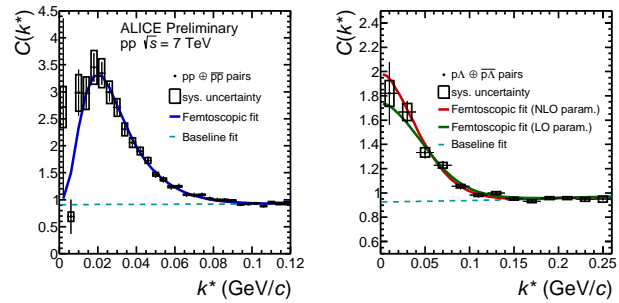 C(k*)
5
4.5
4
3.5
3
2.5
2
1.5
1
0.5
0
0 0.02 0.04 0.06 0.08 0.1 0.12
k* (GeV/c)
ALICE Preliminary
pp √s = 7 TeV
pp ⊕ p̅p̅ pairs
sys. uncertainty
Femtoscopic fit
Baseline fit
C(k*)
2.4
2.2
2
1.8
1.6
1.4
1.2
1
0.8
0.6
0 0.05 0.1 0.15 0.2 0.25
k* (GeV/c)
pΛ ⊕ p̅Λ̅ pairs
sys. uncertainty
Femtoscopic fit (NLO param.)
Femtoscopic fit (LO param.)
Baseline fit